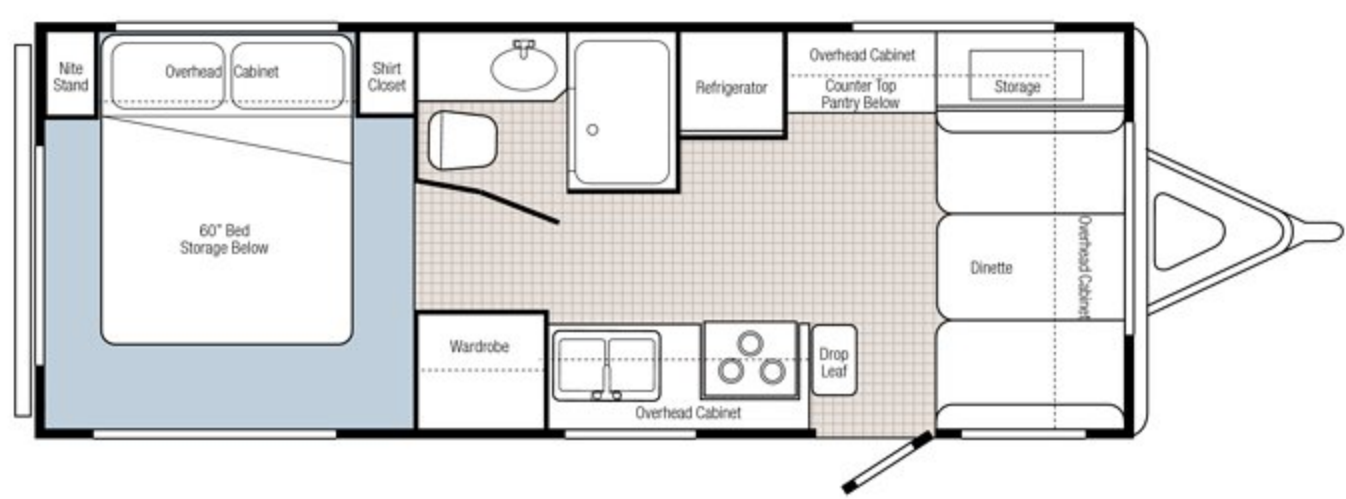 Nite
Stand
Overhead Cabinet
Shirt
Closet
60" Bed
Storage Below
Refrigerator
Overhead Cabinet
Counter Top
Pantry Below
Storage
Dinette
Overhead Cabinet
Wardrobe
Overhead Cabinet
Drop
Leaf